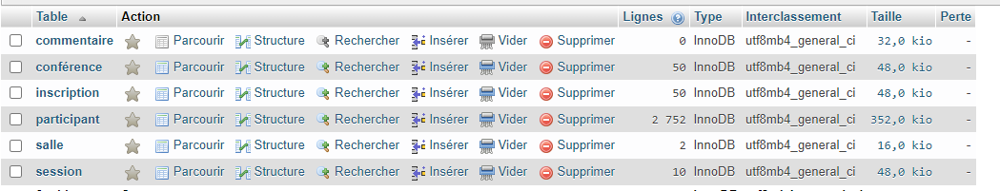 Table Action Lignes Type Interclassement Taille Perte
commentaire Parcourir Structure Rechercher Insérer Vider Supprimer 0 InnoDB utf8mb4_general_ci 32,0 kio -
conférence Parcourir Structure Rechercher Insérer Vider Supprimer 50 InnoDB utf8mb4_general_ci 48,0 kio -
inscription Parcourir Structure Rechercher Insérer Vider Supprimer 50 InnoDB utf8mb4_general_ci 48,0 kio -
participant Parcourir Structure Rechercher Insérer Vider Supprimer 2 752 InnoDB utf8mb4_general_ci 352,0 kio -
salle Parcourir Structure Rechercher Insérer Vider Supprimer 2 InnoDB utf8mb4_general_ci 16,0 kio -
session Parcourir Structure Rechercher Insérer Vider Supprimer 10 InnoDB utf8mb4_general_ci 48,0 kio -